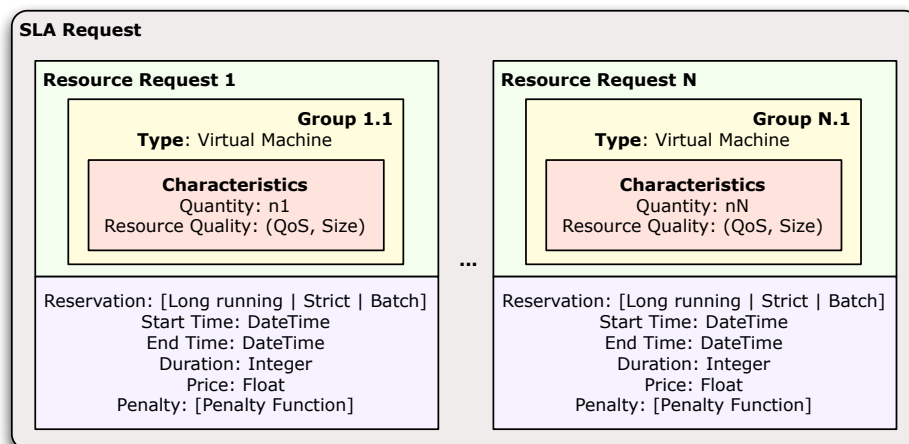 SLA Request
Resource Request 1
Group 1.1
Type: Virtual Machine
Characteristics
Quantity: n1
Resource Quality: (QoS, Size)
Reservation: [Long running | Strict | Batch]
Start Time: DateTime
End Time: DateTime
Duration: Integer
Price: Float
Penalty: [Penalty Function]
...
Resource Request N
Group N.1
Type: Virtual Machine
Characteristics
Quantity: nN
Resource Quality: (QoS, Size)
Reservation: [Long running | Strict | Batch]
Start Time: DateTime
End Time: DateTime
Duration: Integer
Price: Float
Penalty: [Penalty Function]